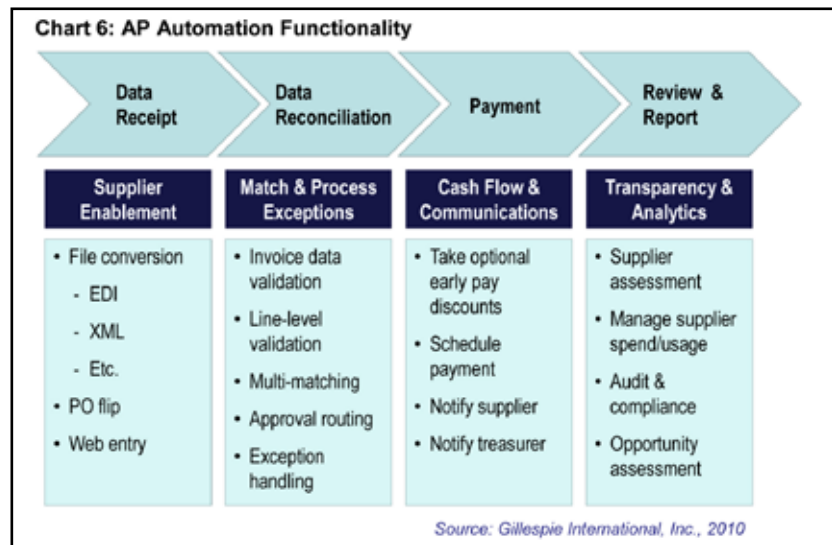 Chart 6: AP Automation Functionality
Data
Receipt
Data
Reconciliation
Payment
Review &
Report
Supplier
Enablement
Match & Process
Exceptions
Cash Flow &
Communications
Transparency &
Analytics
• File conversion
- EDI
- XML
- Etc.
• PO flip
• Web entry
• Invoice data
validation
• Line-level
validation
• Multi-matching
• Approval routing
• Exception
handling
• Take optional
early pay
discounts
• Schedule
payment
• Notify supplier
• Notify treasurer
• Supplier
assessment
• Manage supplier
spend/usage
• Audit &
compliance
• Opportunity
assessment
Source: Gillespie International, Inc., 2010